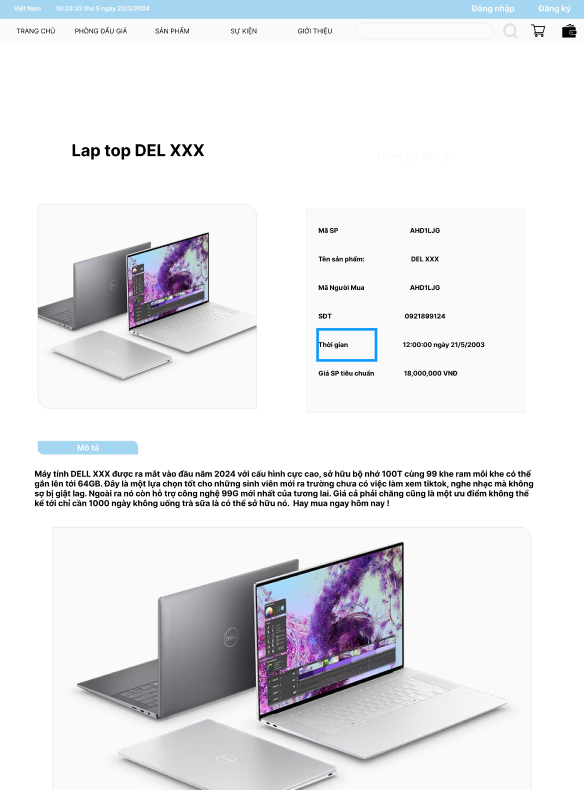 Việt Nam 19:20:32 thứ 5 ngày 22/3/2024 Đăng nhập Đăng ký
TRANG CHỦ PHÒNG ĐẤU GIÁ SẢN PHẨM SỰ KIỆN GIỚI THIỆU
Lap top DEL XXX
Mã SP AHD1LJG
Tên sản phẩm: DEL XXX
Mã Người Mua AHD1LJG
SDT 0921899124
Thời gian 12:00:00 ngày 21/5/2003
Giá SP tiêu chuẩn 18,000,000 VNĐ
Mô tả
Máy tính DELL XXX được ra mắt vào đầu năm 2024 với cấu hình cực cao, sở hữu bộ nhớ 100T cùng 99 khe ram mỗi khe có thể
gắn lên tới 64GB. Đây là một lựa chọn tốt cho những sinh viên mới ra trường chưa có việc làm xem tiktok, nghe nhạc mà không
sợ bị giật lag. Ngoài ra nó còn hỗ trợ công nghệ 99G mới nhất của tương lai. Giá cả phải chăng cũng là một ưu điểm không thể
kể tới chỉ cần 1000 ngày không uống trà sữa là có thể sở hữu nó. Hay mua ngay hôm nay !
DELL